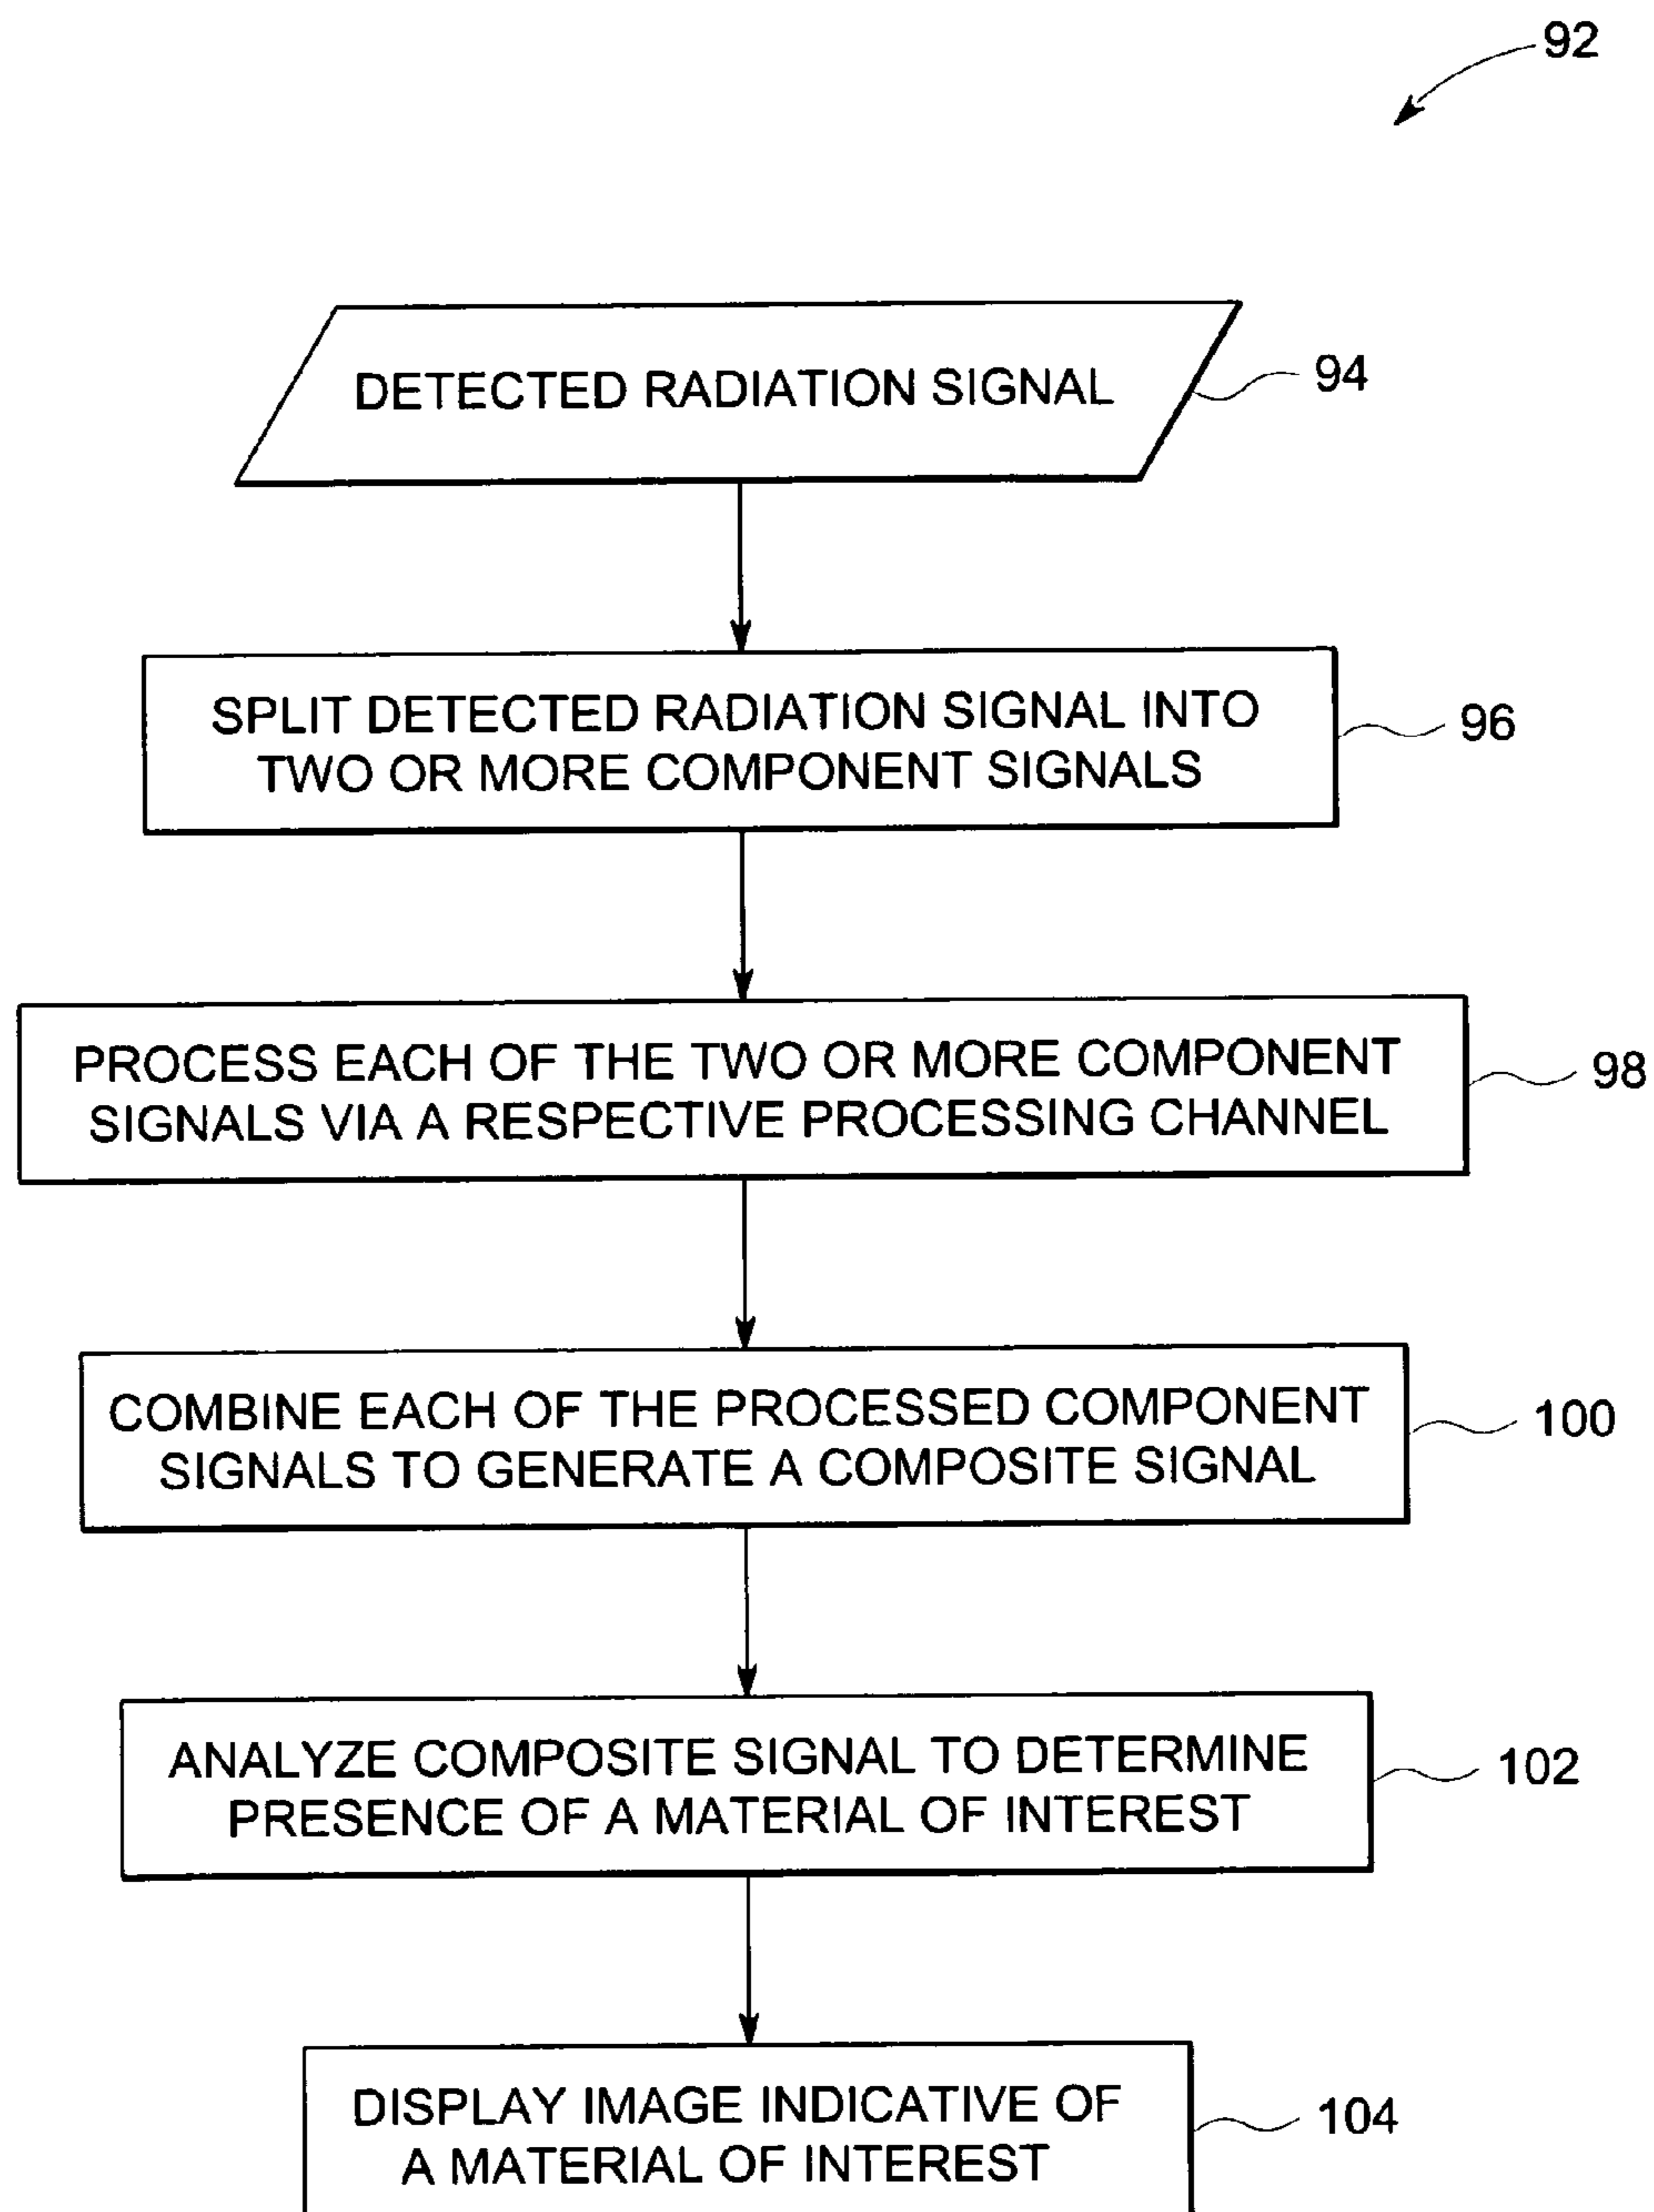 92
DETECTED RADIATION SIGNAL
94
SPLIT DETECTED RADIATION SIGNAL INTO
TWO OR MORE COMPONENT SIGNALS
96
PROCESS EACH OF THE TWO OR MORE COMPONENT
SIGNALS VIA A RESPECTIVE PROCESSING CHANNEL
98
COMBINE EACH OF THE PROCESSED COMPONENT
SIGNALS TO GENERATE A COMPOSITE SIGNAL
100
ANALYZE COMPOSITE SIGNAL TO DETERMINE
PRESENCE OF A MATERIAL OF INTEREST
102
DISPLAY IMAGE INDICATIVE OF
A MATERIAL OF INTEREST
104